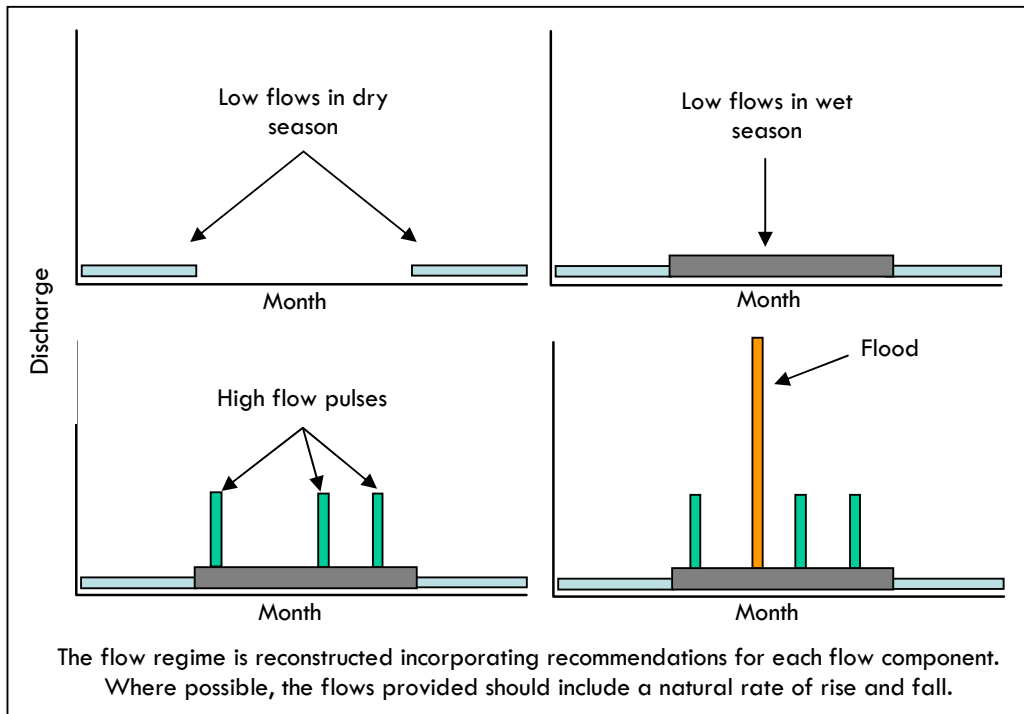 Low flows in dry
season
Low flows in wet
season
Discharge
Month
Month
High flow pulses
Flood
Month
Month
The flow regime is reconstructed incorporating recommendations for each flow component.
Where possible, the flows provided should include a natural rate of rise and fall.